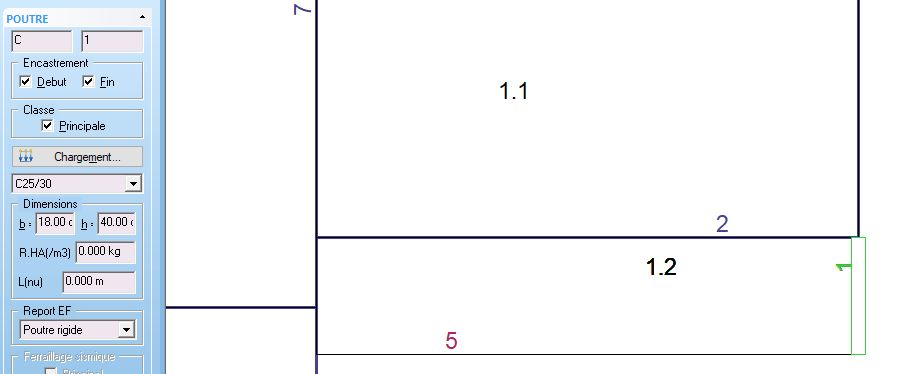 POUTRE
C 1
Encastrement
Debut Fin
Classe
Principale
Chargement...
C25/30
Dimensions
b: 18.00 c h: 40.00 c
R.HA(/m3) 0.000 kg
L(nu) 0.000 m
Report EF
Poutre rigide
Ferraillage sismique
Principal
7
1.1
2
1.2
1
5